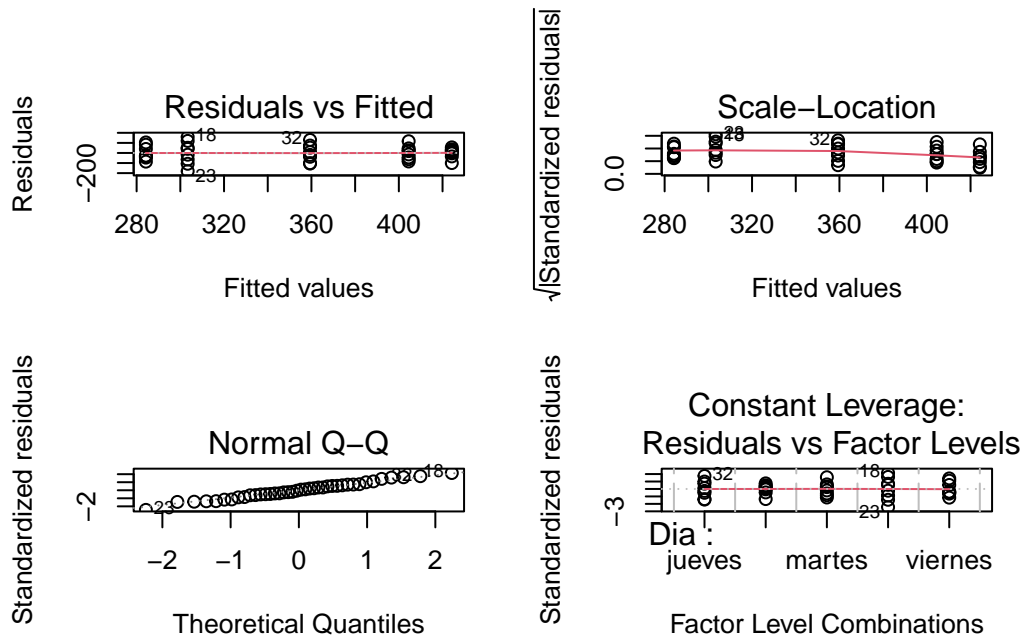 Residuals vs Fitted
Residuals
−200
18
32
23
280
320
360
400
Fitted values
Scale−Location
√|Standardized residuals|
0.0
32
280
320
360
400
Fitted values
Normal Q−Q
Standardized residuals
−2
23
18
−2
−1
0
1
2
Theoretical Quantiles
Constant Leverage:
Residuals vs Factor Levels
Standardized residuals
−3
32
18
23
Dia :
jueves
martes
viernes
Factor Level Combinations